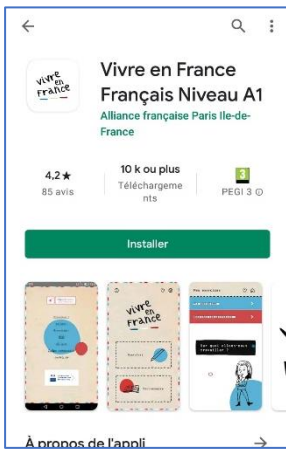 vivre en France
Vivre en France
Français Niveau A1
Alliance française Paris Ile-de-
France
4,2★
85 avis
10 k ou plus
Téléchargeme
nts
3
PEGI 3
Installer
vivre en France
À propos de l'appli